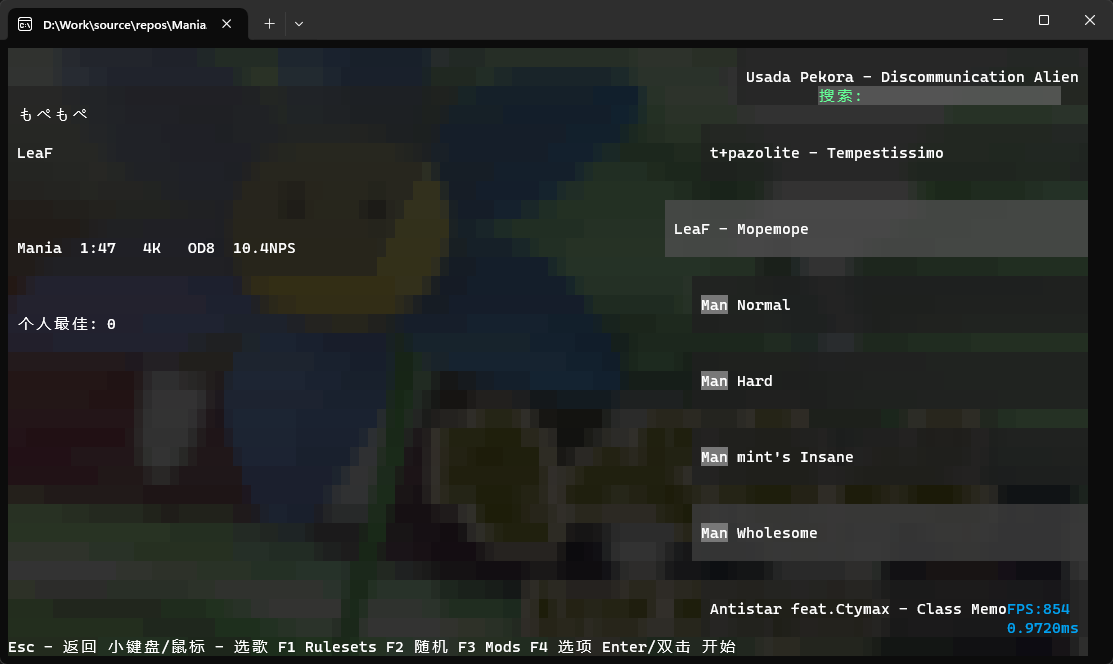 D:\Work\source\repos\Mania
Usada Pekora - Discommunication Alien
搜索:
もぺもぺ
LeaF
t+pazolite - Tempestissimo
LeaF - Mopemope
Mania 1:47 4K OD8 10.4NPS
Man Normal
个人最佳: 0
Man Hard
Man mint's Insane
Man Wholesome
Antistar feat.Ctymax - Class Memo
FPS:854
0.9720ms
Esc - 返回 小键盘/鼠标 - 选歌 F1 Rulesets F2 随机 F3 Mods F4 选项 Enter/双击 开始